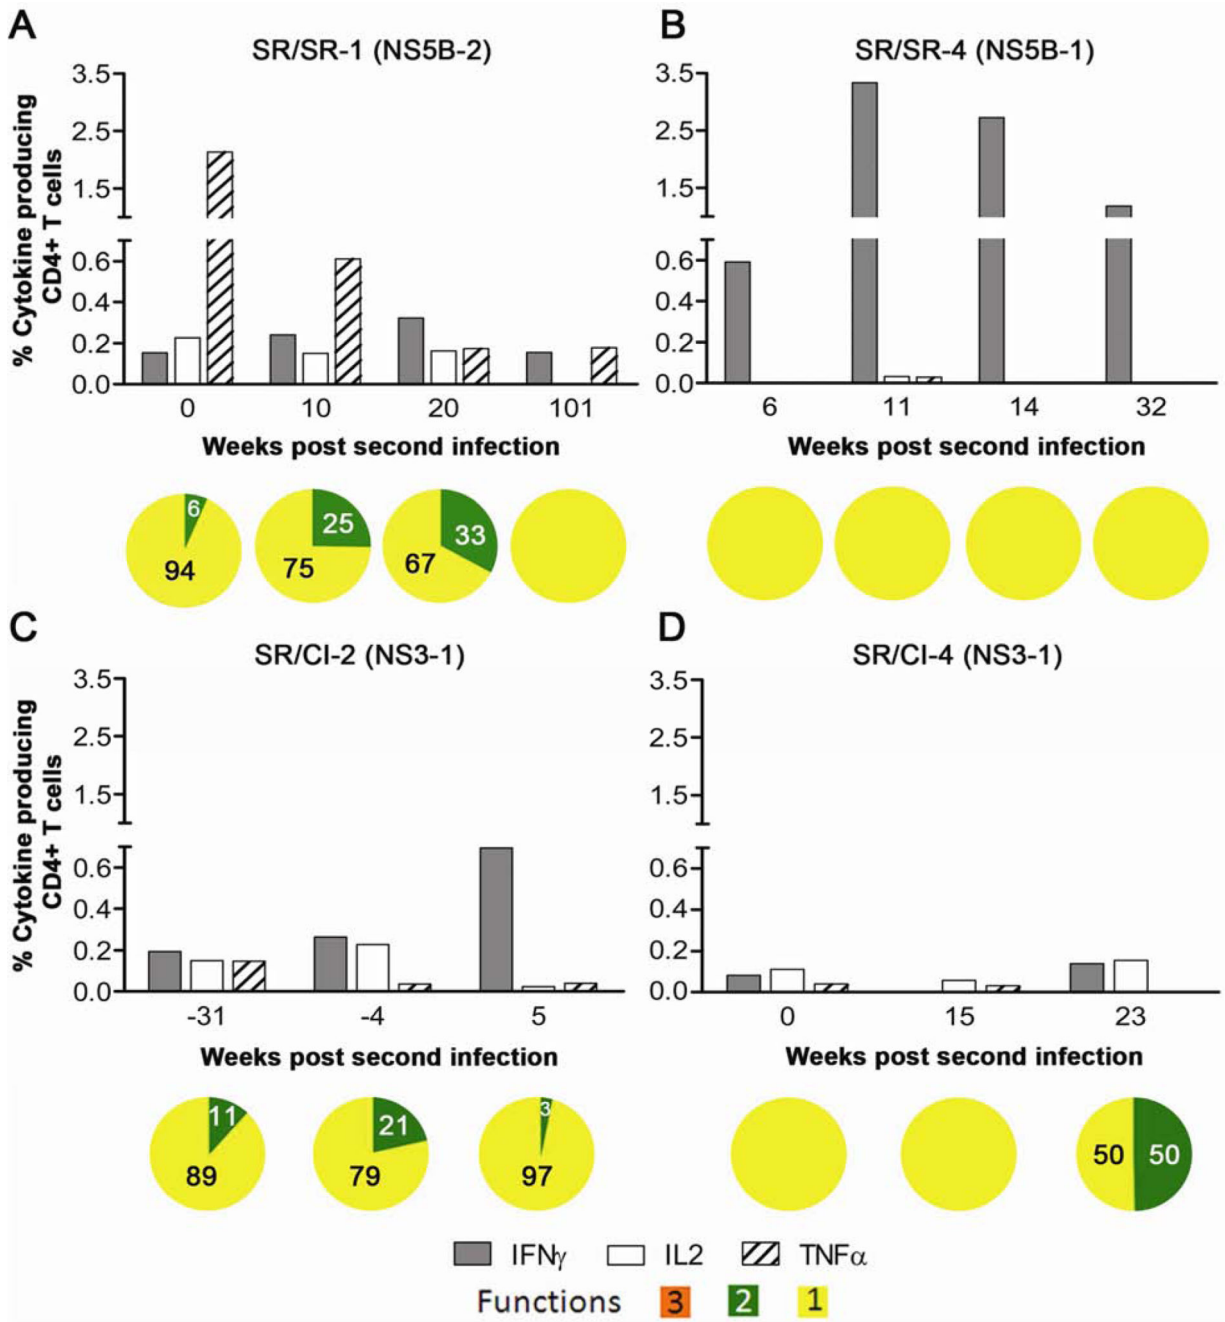 A
SR/SR-1 (NS5B-2)
% Cytokine producing
CD4+ T cells
3.5
2.5
1.5
0.6
0.4
0.2
0.0
0 10 20 101
Weeks post second infection
6 94
25 75
33 67
B
SR/SR-4 (NS5B-1)
3.5
2.5
1.5
0.6
0.4
0.2
0.0
6 11 14 32
Weeks post second infection
C
SR/CI-2 (NS3-1)
% Cytokine producing
CD4+ T cells
3.5
2.5
1.5
0.6
0.4
0.2
0.0
-31 -4 5
Weeks post second infection
11 89
21 79
3 97
D
SR/CI-4 (NS3-1)
3.5
2.5
1.5
0.6
0.4
0.2
0.0
0 15 23
Weeks post second infection
50 50
IFNγ IL2 TNFα
Functions 3 2 1